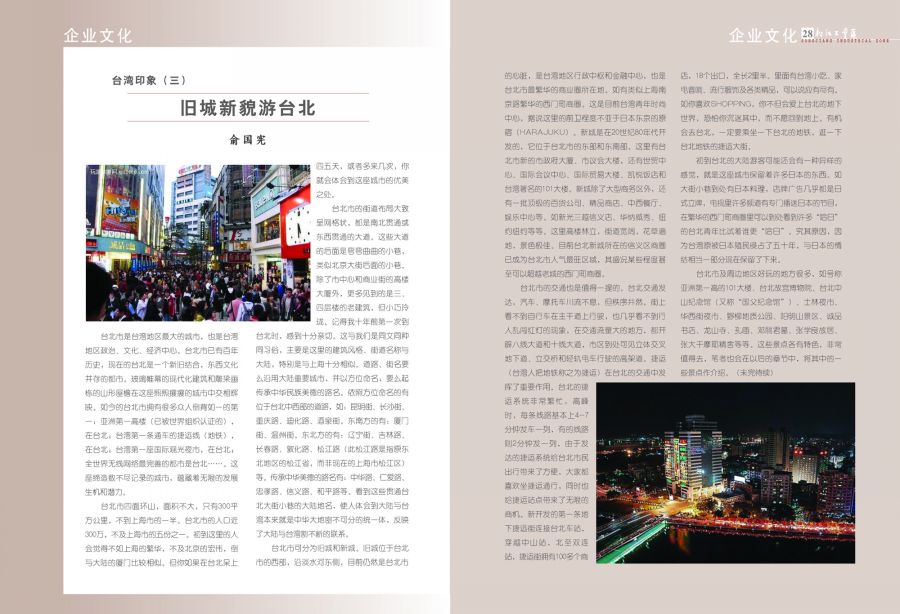 企业文化
台湾印象（三）
旧城新貌游台北
俞国宪
台北市是台湾地区最大的城市，也是台湾
地区政治、文化、经济中心。台北市已有百年
历史，现在的台北是一个新旧结合，东西文化
并存的都市。玻璃帷幕的现代化建筑和雕梁画
栋的山形屋檐在这座熙熙攘攘的城市中交相辉
映。如今的台北市拥有很多众人倒背如一的第
一：亚洲第一高楼（已被世界组织认证的），
在台北；台湾第一条通车的捷运线（地铁），
在台北；台湾第一座国际观光夜市，在台北；
全世界无线网络最完善的都市是台北……，这
座缔造数不尽记录的城市，蕴藏着无限的发展
生机和潜力。
台北市四面环山，面积不大，只有300平
方公里，不到上海市的一半。台北市的人口近
300万，不及上海市的五份之一。初到这里的人
会觉得不如上海的繁华，不及北京的宏伟，倒
与大陆的厦门比较相似。但你如果在台北呆上
四五天，或者多来几次，你
就会体会到这座城市的优美
之处。
台北市的街道布局大致
呈网格状，都是南北贯通或
东西贯通的大道，这些大道
的后面是弯弯曲曲的小巷，
类似北京大街后面的小巷。
除了市中心和商业街的高楼
大厦外，更多见到的是三、
四层楼的老建筑，但小巧玲
珑。记得我十年前第一次到
台北时，感到十分亲切，这与我们是同文同种
同习俗，主要是这里的建筑风格、街道名称与
大陆，特别是与上海十分相似。道路、街名要
么沿用大陆重要城市，并以方位命名，要么起
传承中华民族美德的路名。依照方位命名的有
位于台北中西部的道路，如：昆明街、长沙街、
重庆路、迪化路、酒泉街。东南方的有：厦门
街、温州街，东北方的有：辽宁街、吉林路、
长春路、敦化路、松江路（此松江路是指原东
北地区的松江省，而非现在的上海市松江区）
等。传承中华美德的路名有：中华路、仁爱路、
忠孝路、信义路、和平路等，看到这些贯通台
北大街小巷的大陆地名，使人体会到大陆与台
湾本来就是中华大地密不可分的统一体，反映
了大陆与台湾割不断的联系。
台北市可分为旧城和新城。旧城位于台北
市的西部，沿淡水河东侧，目前仍然是台北市
企业文化 28
SONGJIANG INDUSTRIAL ZONE
的心脏，是台湾地区行政中枢和金融中心，也是
台北市最繁华的商业圈所在地。如有类似上海南
京路繁华的西门町商圈，这是目前台湾青年时尚
中心，据说这里的前卫程度不亚于日本东京的原
宿（HARAJUKU）。新城是在20世纪80年代开
发的，它位于台北市的东部和东南部。这里有台
北市新的市政府大厦、市议会大楼，还有世贸中
心、国际会议中心、国际贸易大楼、凯悦饭店和
台湾著名的101大楼。新城除了大型商务区外，还
有一批顶极的百货公司、精品商店、中西餐厅、
娱乐中心等，如新光三越信义店、华纳威秀、纽
约纽约等等。这里高楼林立，街道宽阔，花草遍
地，景色极佳。目前台北新城所在的信义区商圈
已成为台北市人气最旺区域，其盛况某些程度甚
至可以超越老城的西门町商圈。
台北市的交通也是值得一提的。台北交通发
达，汽车、摩托车川流不息，但秩序井然，街上
看不到自行车在主干道上行驶，也几乎看不到行
人乱闯红灯的现象。在交通流量大的地方，都开
辟八线大道和十线大道，市区到处可见立体交叉
地下道、立交桥和轻轨电车行驶的高架道。捷运
（台湾人把地铁称之为捷运）在台北的交通中发
挥了重要作用。台北的捷
运系统非常繁忙，高峰
时，每条线路基本上4—7
分钟发车一列，有的线路
则2分钟发一列。由于发
达的捷运系统给台北市民
出行带来了方便，大家都
喜欢坐捷运通行，同时也
给捷运站点带来了无限的
商机。新开发的第一条地
下捷运街连接台北车站，
穿越中山站，北至双连
站，捷运街拥有100多个商
店，18个出口，全长2里半。里面有台湾小吃、家
电音响、流行服饰及各类精品，可以说应有尽有。
如你喜欢SHOPPING，你不但会爱上台北的地下
世界，恐怕你沉迷其中，而不愿回到地上。有机
会去台北，一定要乘坐一下台北的地铁，逛一下
台北地铁的捷运大街。
初到台北的大陆游客可能还会有一种异样的
感觉，就是这座城市保留着许多日本的东西。如
大街小巷到处有日本料理，店牌广告几乎都是日
式立牌，电视里许多频道有专门播送日本的节目。
在繁华的西门町商圈里可以到处看到许多“哈日”
的台北青年比试着谁更“哈日”。究其原因，因
为台湾原被日本殖民侵占了五十年，与日本的情
结相当一部分现在保留了下来。
台北市及周边地区好玩的地方很多，如号称
亚洲第一高的101大楼、台北故宫博物院、台北中
山纪念馆（又称“国父纪念馆”）、士林夜市、
华西街夜市、野柳地质公园、阳明山景区、诚品
书店、龙山寺、孔庙、邓丽君墓、张学良故居、
张大千摩耶精舍等等。这些景点各有特色，非常
值得去，笔者也会在以后的章节中，将其中的一
些景点作介绍。（未完待续）